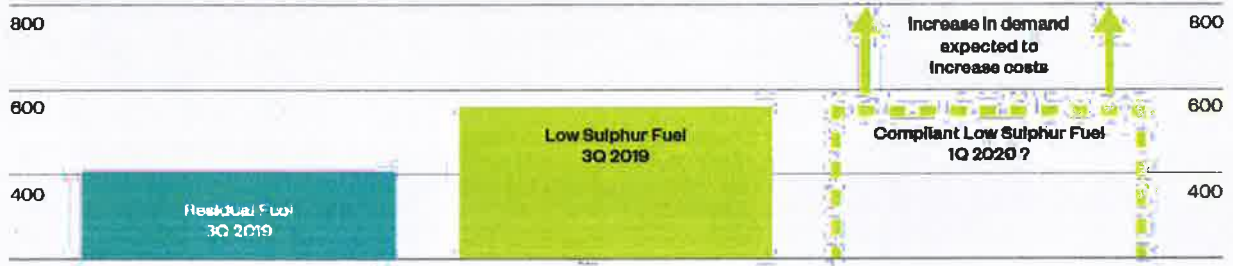 800
800
Increase in demand
expected to
increase costs
600
600
Low Sulphur Fuel
3Q 2019
Compliant Low Sulphur Fuel
1Q 2020 ?
400
400
Residual Fuel
3Q 2019